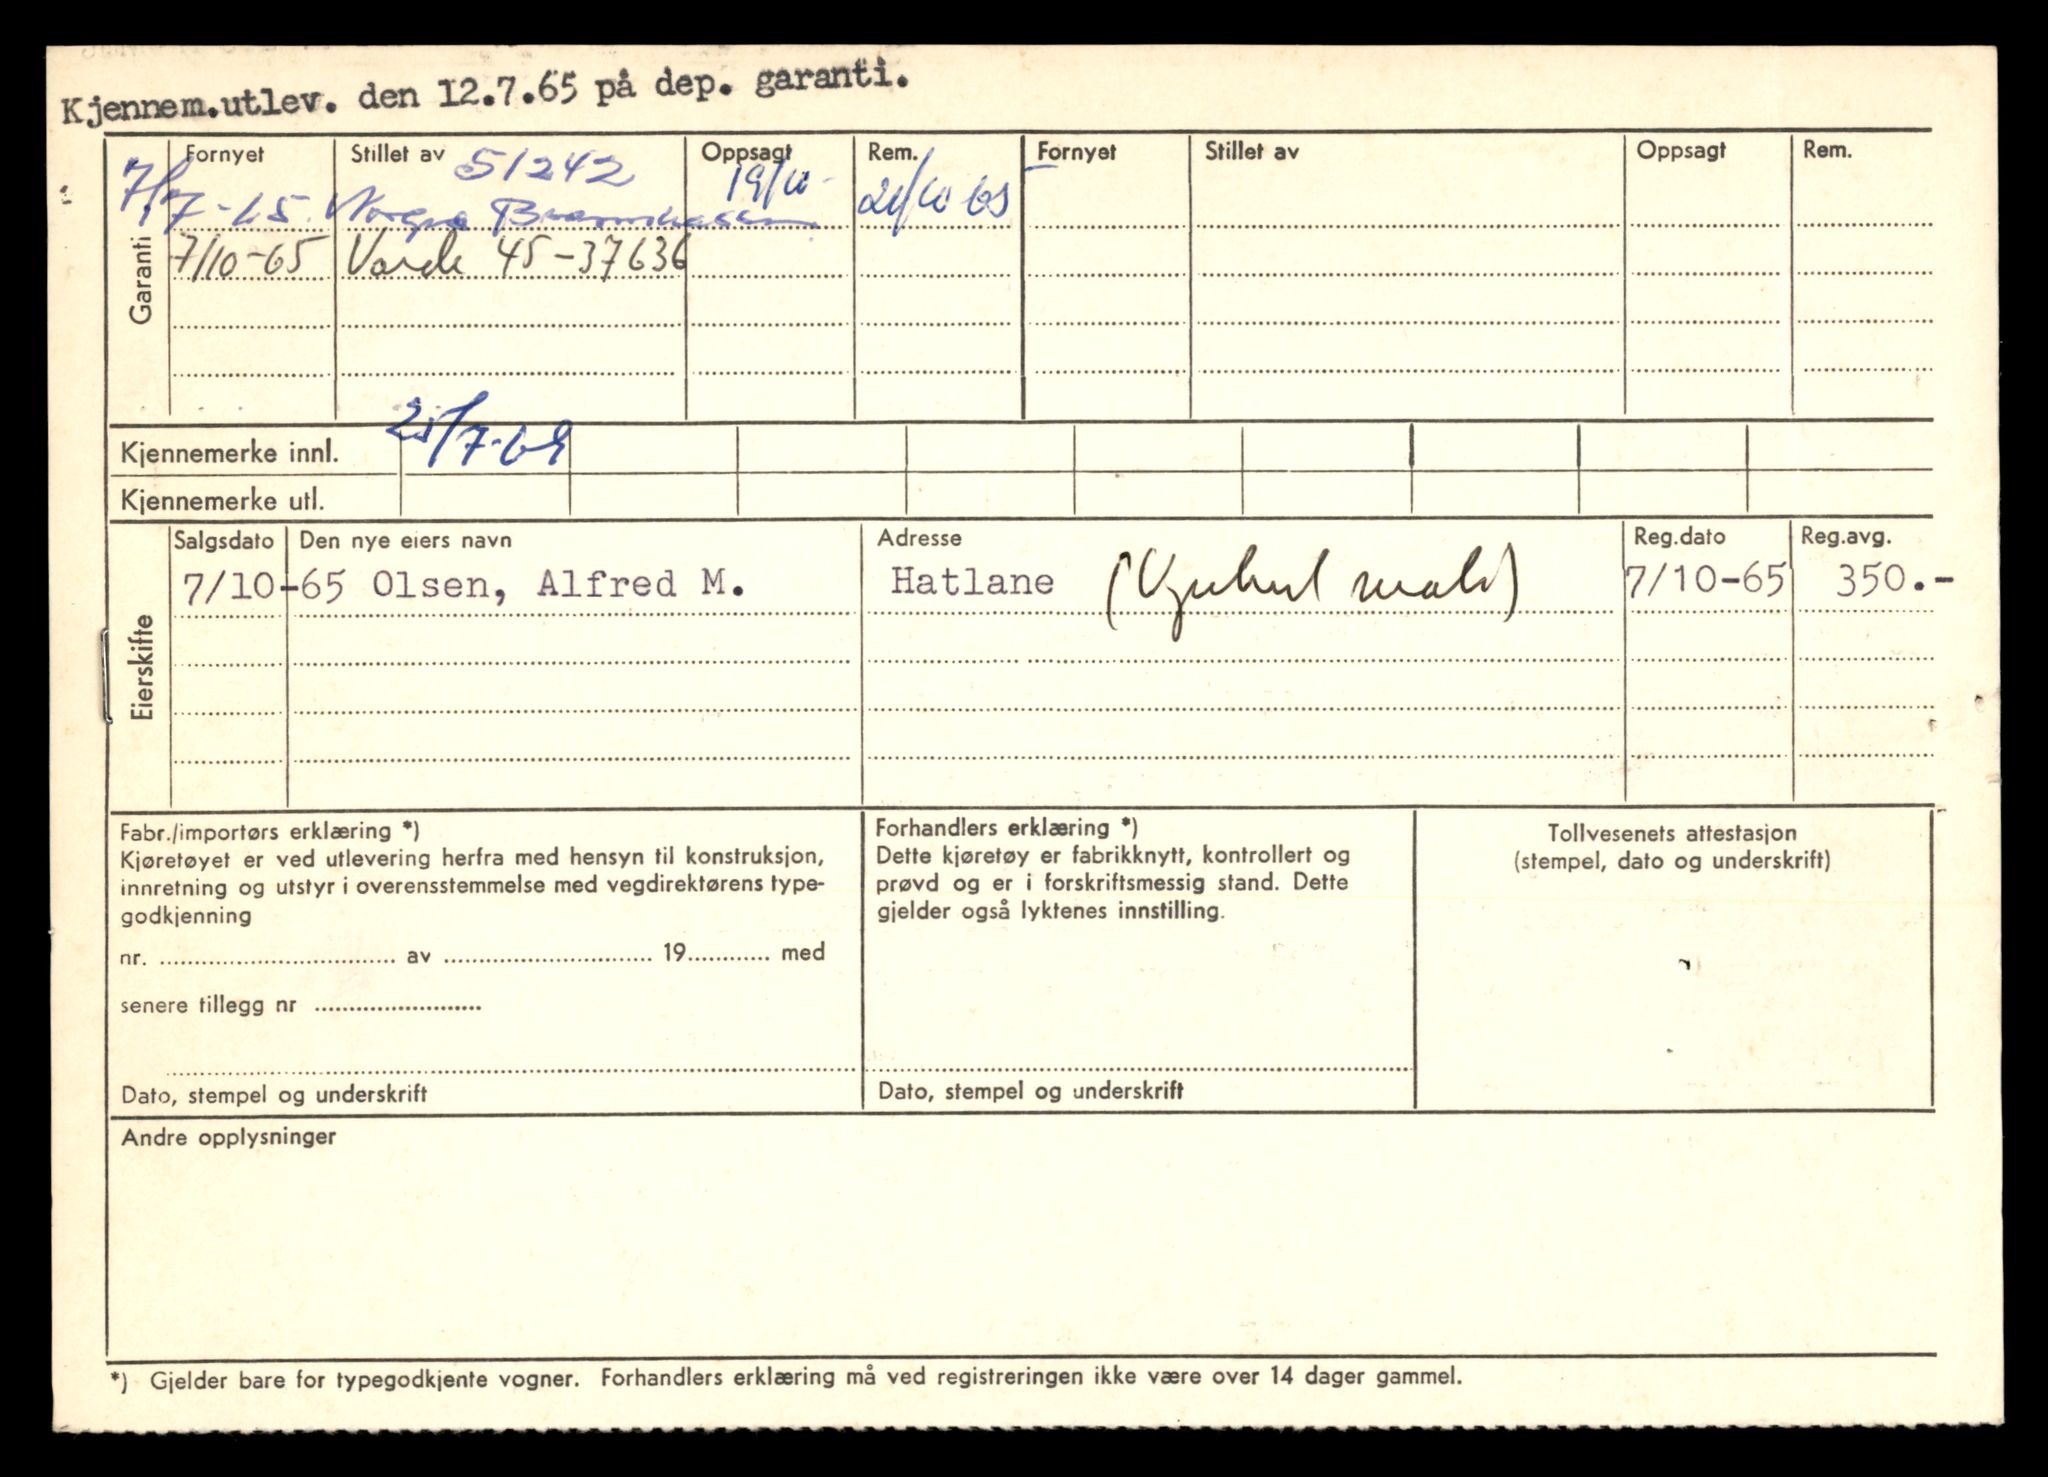 Kjennem.utlev. den 12.7.65 på dep. garanti.
Garanti
Fornyet Stillet av Oppsagt Rem. Fornyet Stillet av Oppsagt Rem.
7/7-65. 51242 Norges 19/10- 21/10 65
7/10-65 Varde 45-37636
Kjennemerke innl. 25/7-69
Kjennemerke utl.
Eierskifte
Salgsdato Den nye eiers navn Adresse Reg.dato Reg.avg.
7/10-65 Olsen, Alfred M. Hatlane 7/10-65 350.-
Fabr./importørs erklæring *)
Kjøretøyet er ved utlevering herfra med hensyn til konstruksjon,
innretning og utstyr i overensstemmelse med vegdirektørens type-
godkjenning
nr. .................... av .................... 19............ med
senere tillegg nr ....................
Dato, stempel og underskrift
Forhandlers erklæring *)
Dette kjøretøy er fabrikknytt, kontrollert og
prøvd og er i forskriftsmessig stand. Dette
gjelder også lyktenes innstilling.
Dato, stempel og underskrift
Tollvesenets attestasjon
(stempel, dato og underskrift)
Andre opplysninger
*) Gjelder bare for typegodkjente vogner. Forhandlers erklæring må ved registreringen ikke være over 14 dager gammel.